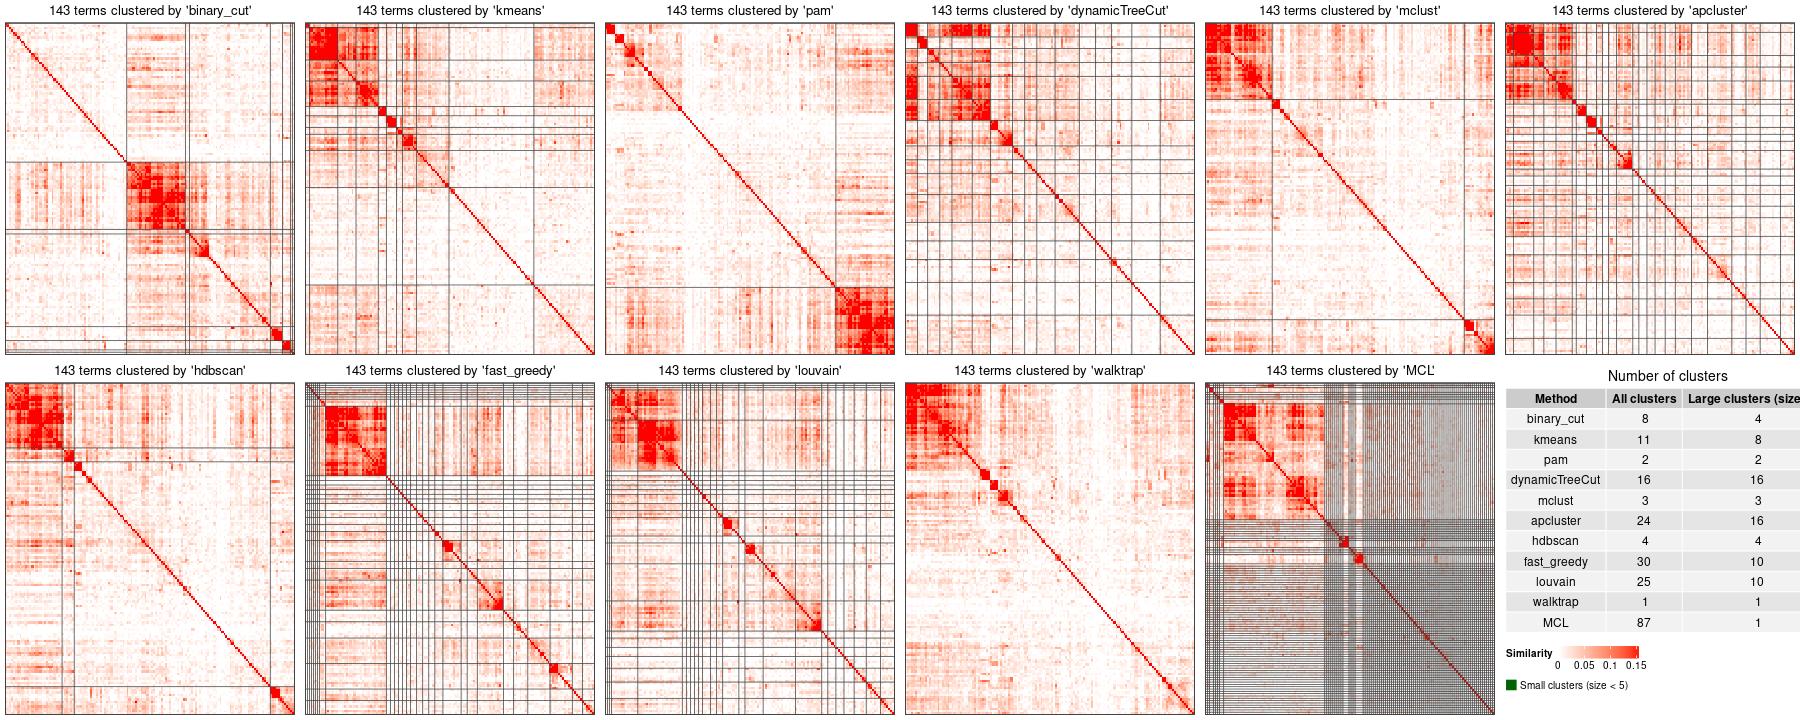 143 terms clustered by 'binary_cut'
143 terms clustered by 'kmeans'
143 terms clustered by 'pam'
143 terms clustered by 'dynamicTreeCut'
143 terms clustered by 'mclust'
143 terms clustered by 'apcluster'
143 terms clustered by 'hdbscan'
143 terms clustered by 'fast_greedy'
143 terms clustered by 'louvain'
143 terms clustered by 'walktrap'
143 terms clustered by 'MCL'
Number of clusters
Method All clusters Large clusters (size
binary_cut 8 4
kmeans 11 8
pam 2 2
dynamicTreeCut 16 16
mclust 3 3
apcluster 24 16
hdbscan 4 4
fast_greedy 30 10
louvain 25 10
walktrap 1 1
MCL 87 1
Similarity
0 0.05 0.1 0.15
Small clusters (size < 5)